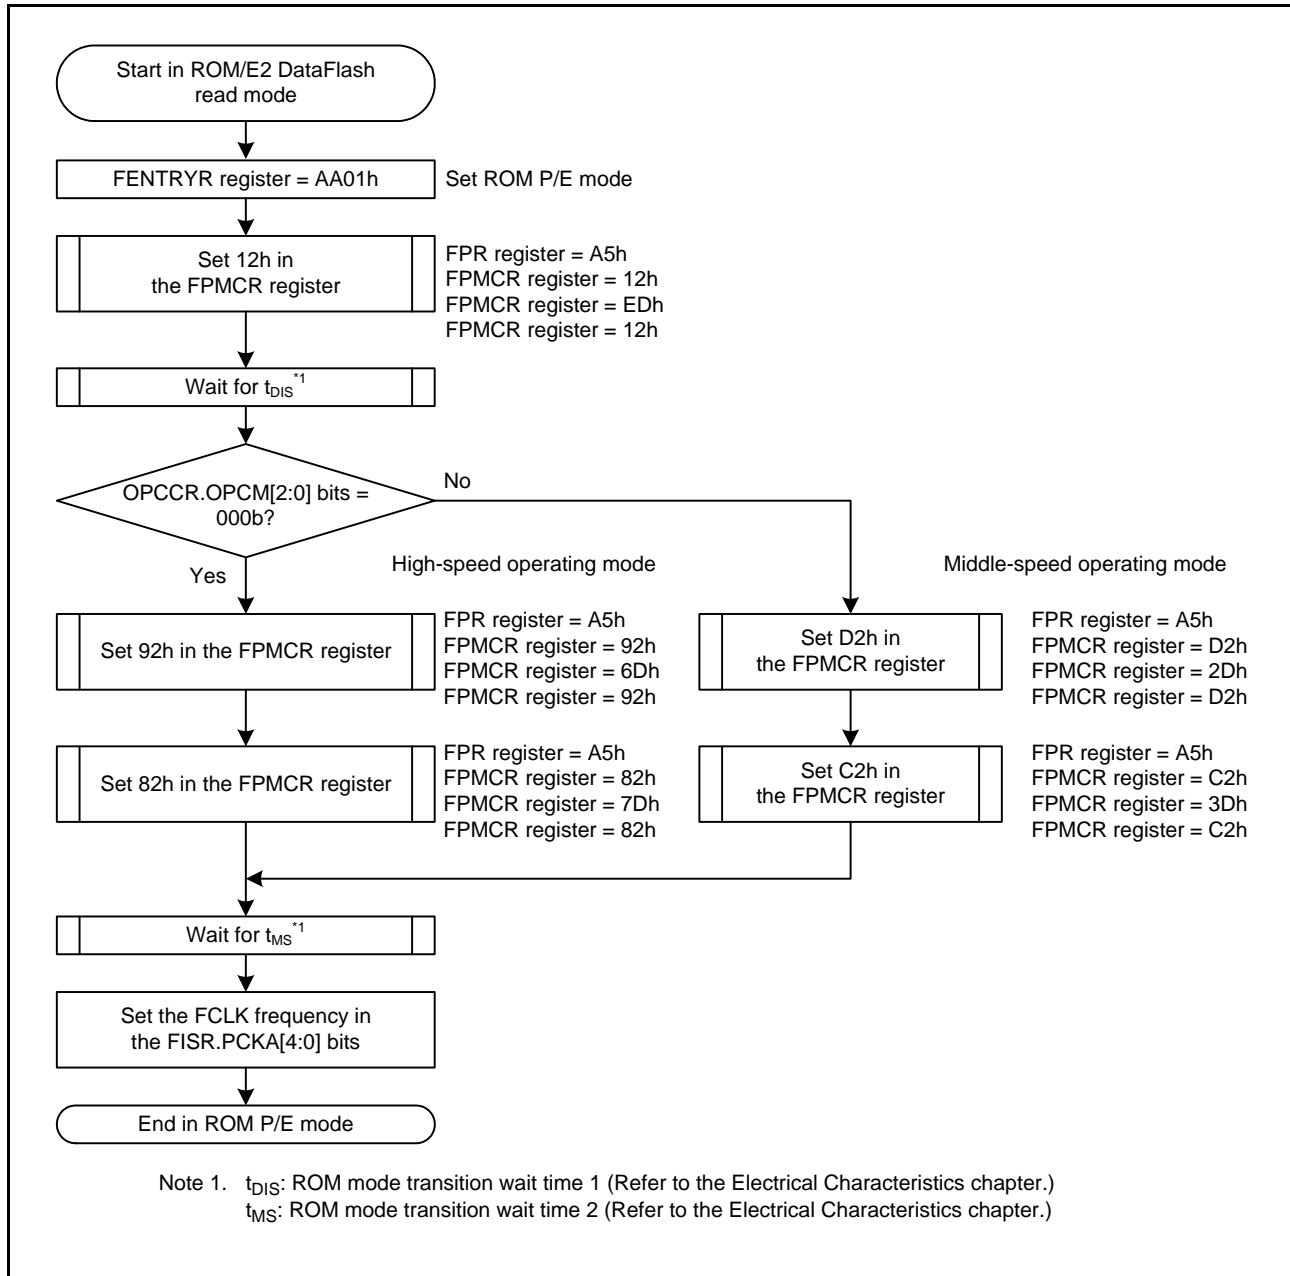 Start in ROM/E2 DataFlash
read mode
FENTRYR register = AA01h
Set ROM P/E mode
Set 12h in
the FPMCR register
FPR register = A5h
FPMCR register = 12h
FPMCR register = EDh
FPMCR register = 12h
Wait for tDIS*1
OPCCR.OPCM[2:0] bits =
000b?
No
Yes
High-speed operating mode
Middle-speed operating mode
Set 92h in the FPMCR register
FPR register = A5h
FPMCR register = 92h
FPMCR register = 6Dh
FPMCR register = 92h
Set D2h in
the FPMCR register
FPR register = A5h
FPMCR register = D2h
FPMCR register = 2Dh
FPMCR register = D2h
Set 82h in the FPMCR register
FPR register = A5h
FPMCR register = 82h
FPMCR register = 7Dh
FPMCR register = 82h
Set C2h in
the FPMCR register
FPR register = A5h
FPMCR register = C2h
FPMCR register = 3Dh
FPMCR register = C2h
Wait for tMS*1
Set the FCLK frequency in
the FISR.PCKA[4:0] bits
End in ROM P/E mode
Note 1. tDIS: ROM mode transition wait time 1 (Refer to the Electrical Characteristics chapter.)
tMS: ROM mode transition wait time 2 (Refer to the Electrical Characteristics chapter.)